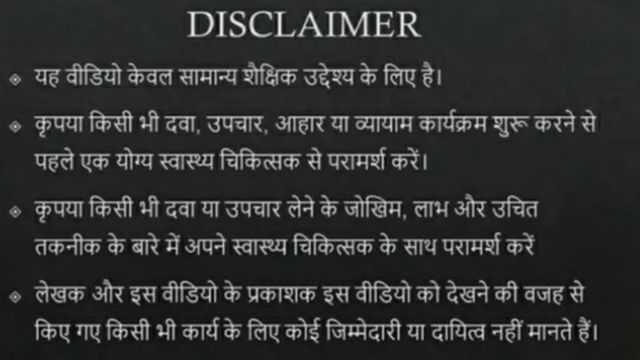 DISCLAIMER
यह वीडियो केवल सामान्य शैक्षिक उद्देश्य के लिए है।
कृपया किसी भी दवा, उपचार, आहार या व्यायाम कार्यक्रम शुरू करने से
पहले एक योग्य स्वास्थ्य चिकित्सक से परामर्श करें।
कृपया किसी भी दवा या उपचार लेने के जोखिम, लाभ और उचित
तकनीक के बारे में अपने स्वास्थ्य चिकित्सक के साथ परामर्श करें
लेखक और इस वीडियो के प्रकाशक इस वीडियो को देखने की वजह से
किए गए किसी भी कार्य के लिए कोई जिम्मेदारी या दायित्व नहीं मानते हैं।